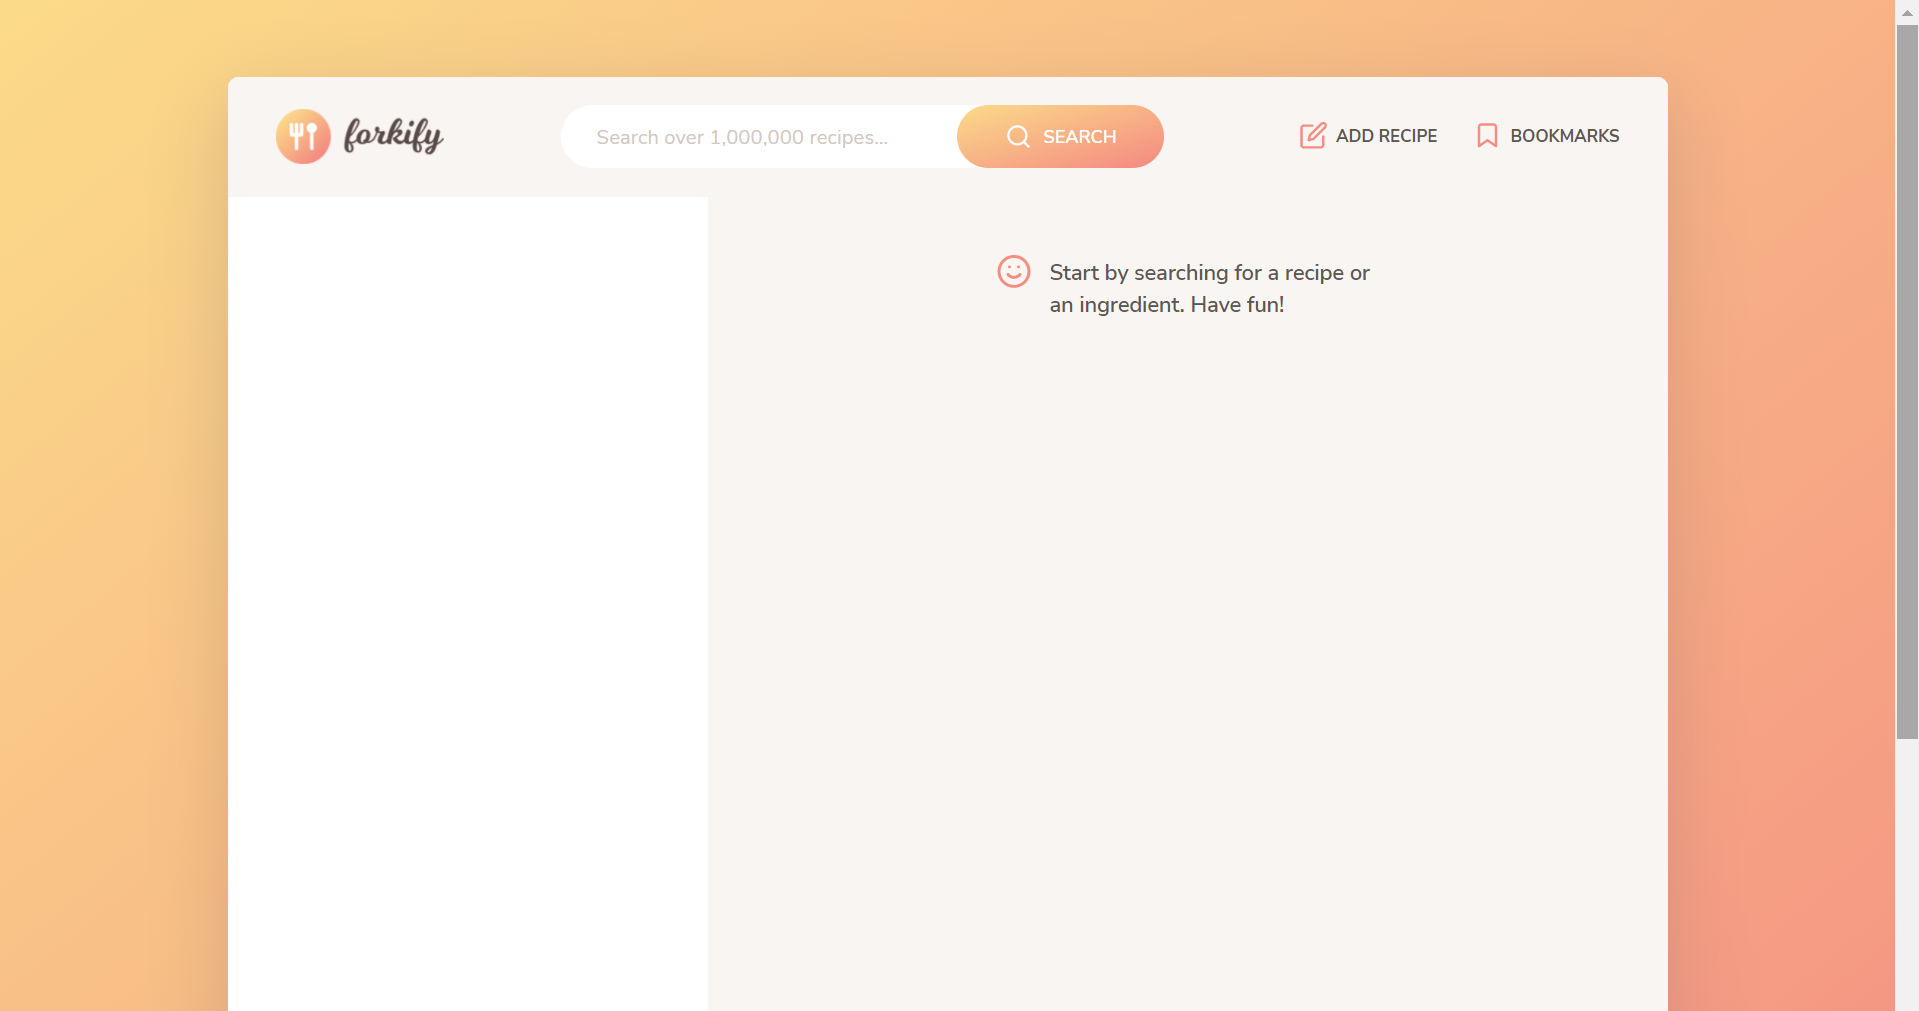 forkify
Search over 1,000,000 recipes...
SEARCH
ADD RECIPE
BOOKMARKS
Start by searching for a recipe or
an ingredient. Have fun!